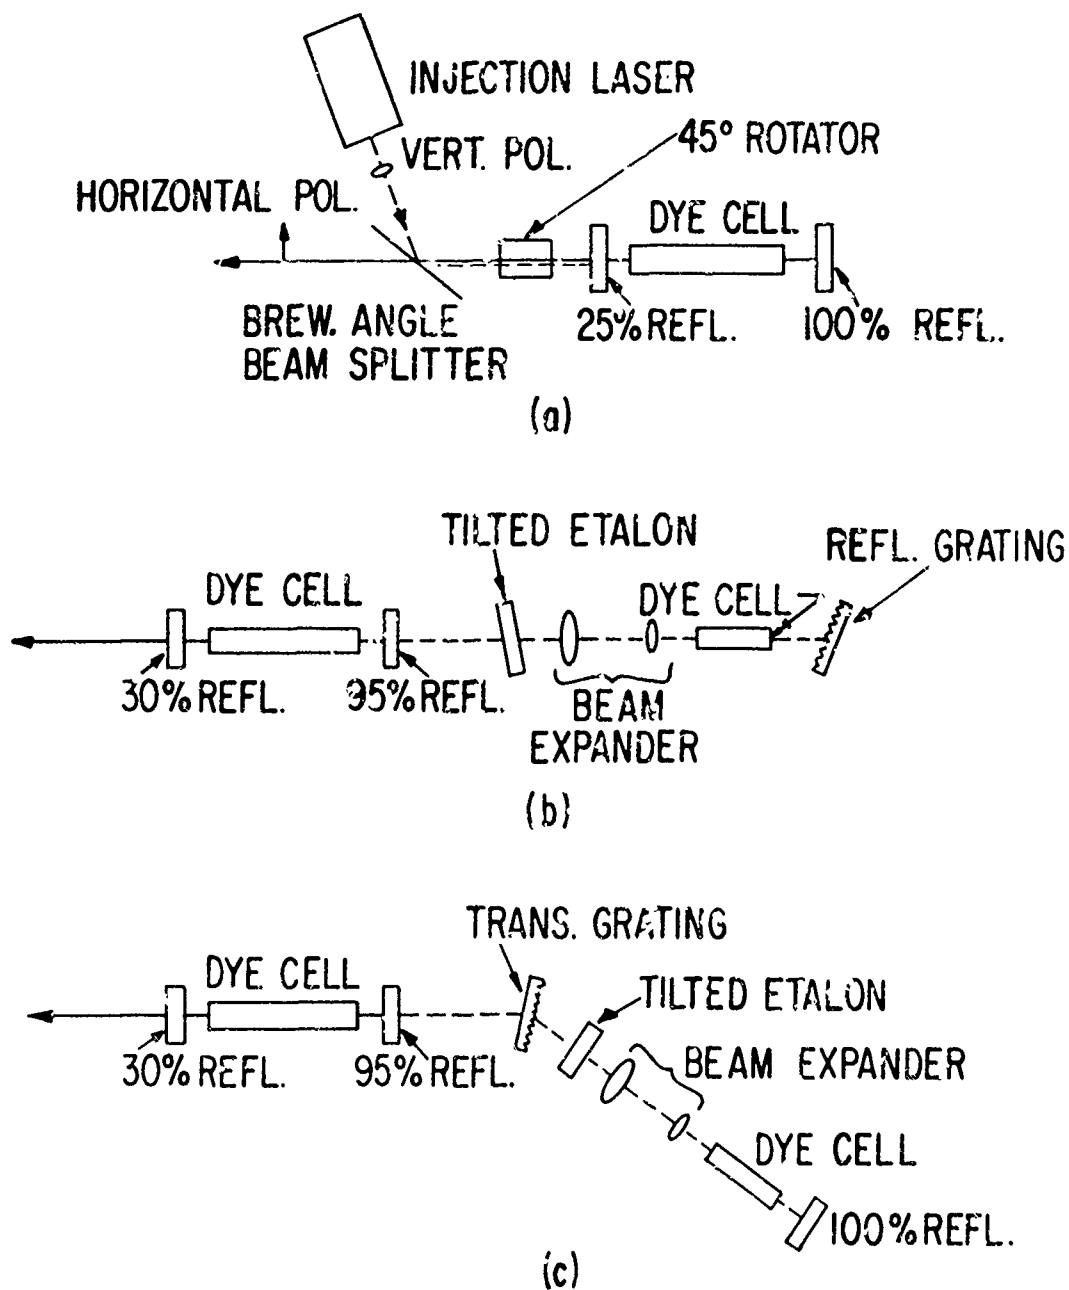 INJECTION LASER
VERT. POL.
45° ROTATOR
HORIZONTAL POL.
DYE CELL
BREW. ANGLE
BEAM SPLITTER
25% REFL.
100% REFL.
(a)
TILTED ETALON
REFL. GRATING
DYE CELL
DYE CELL
30% REFL.
95% REFL.
BEAM
EXPANDER
(b)
TRANS. GRATING
DYE CELL
TILTED ETALON
30% REFL.
95% REFL.
BEAM EXPANDER
DYE CELL
100% REFL.
(c)